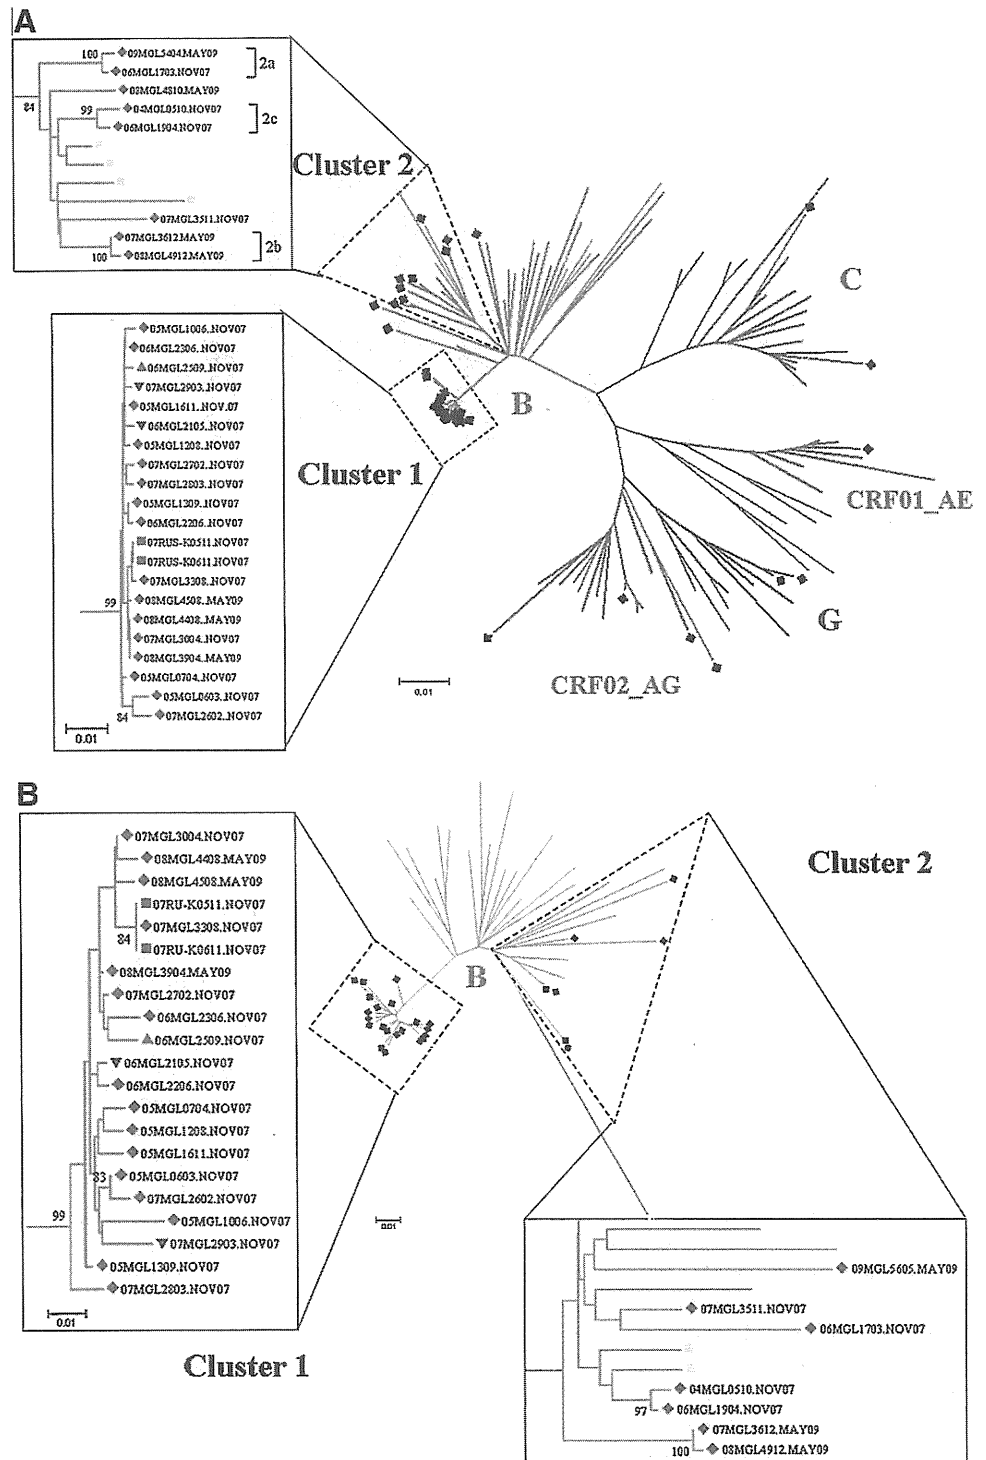 A
100
09MGL5404.MAY09
06MGL1703.NOV07
2a
08MGL4810.MAY09
84
99
04MGL0510.NOV07
06MGL1904.NOV07
2c
07MGL3511.NOV07
07MGL3612.MAY09
100
08MGL4912.MAY09
2b
Cluster 2
05MGL1006.NOV07
06MGL2306.NOV07
06MGL2509.NOV07
07MGL2903.NOV07
05MGL1611.NOV.07
06MGL2105.NOV07
05MGL1208.NOV07
07MGL2702.NOV07
07MGL2803.NOV07
05MGL1309.NOV07
06MGL2206.NOV07
07RUS-K0511.NOV07
07RUS-K0611.NOV07
07MGL3308.NOV07
99
08MGL4508.MAY09
08MGL4408.MAY09
07MGL3004.NOV07
08MGL3904.MAY09
05MGL0704.NOV07
05MGL0603.NOV07
84
07MGL2602.NOV07
0.01
Cluster 1
B
C
CRF01_AE
G
CRF02_AG
0.01
B
07MGL3004.NOV07
08MGL4408.MAY09
08MGL4508.MAY09
07RU-K0511.NOV07
07MGL3308.NOV07
84
07RU-K0611.NOV07
08MGL3904.MAY09
07MGL2702.NOV07
06MGL2306.NOV07
06MGL2509.NOV07
06MGL2105.NOV07
06MGL2206.NOV07
05MGL0704.NOV07
05MGL1208.NOV07
05MGL1611.NOV07
83
05MGL0603.NOV07
07MGL2602.NOV07
99
05MGL1006.NOV07
07MGL2903.NOV07
05MGL1309.NOV07
07MGL2803.NOV07
0.01
Cluster 1
B
0.01
Cluster 2
09MGL5605.MAY09
07MGL3511.NOV07
06MGL1703.NOV07
04MGL0510.NOV07
97
06MGL1904.NOV07
07MGL3612.MAY09
100
08MGL4912.MAY09